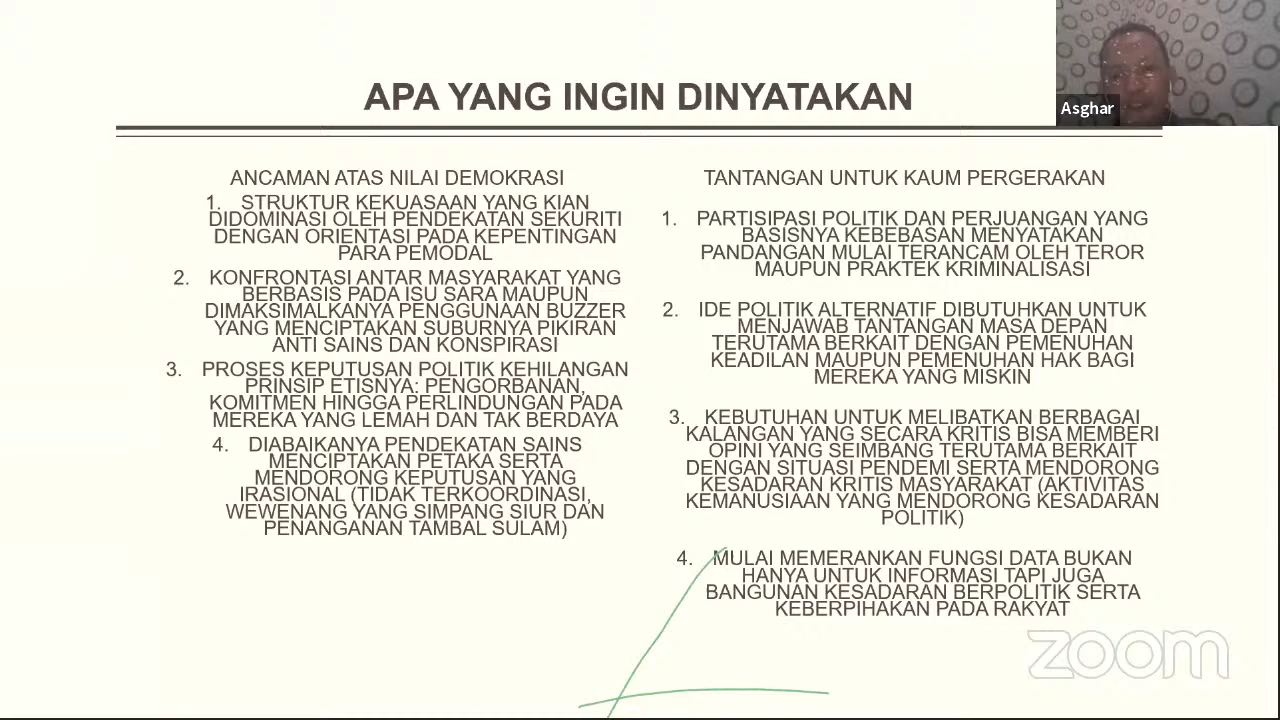 APA YANG INGIN DINYATAKAN
Asghar
ANCAMAN ATAS NILAI DEMOKRASI
1. STRUKTUR KEKUASAAN YANG KIAN
DIDOMINASI OLEH PENDEKATAN SEKURITI
DENGAN ORIENTASI PADA KEPENTINGAN
PARA PEMODAL
2. KONFRONTASI ANTAR MASYARAKAT YANG
BERBASIS PADA ISU SARA MAUPUN
DIMAKSIMALKANYA PENGGUNAAN BUZZER
YANG MENCIPTAKAN SUBURNYA PIKIRAN
ANTI SAINS DAN KONSPIRASI
3. PROSES KEPUTUSAN POLITIK KEHILANGAN
PRINSIP ETISNYA: PENGORBANAN,
KOMITMEN HINGGA PERLINDUNGAN PADA
MEREKA YANG LEMAH DAN TAK BERDAYA
4. DIABAIKANYA PENDEKATAN SAINS
MENCIPTAKAN PETAKA SERTA
MENDORONG KEPUTUSAN YANG
IRASIONAL (TIDAK TERKOORDINASI,
WEWENANG YANG SIMPANG SIUR DAN
PENANGANAN TAMBAL SULAM)
TANTANGAN UNTUK KAUM PERGERAKAN
1. PARTISIPASI POLITIK DAN PERJUANGAN YANG
BASISNYA KEBEBASAN MENYATAKAN
PANDANGAN MULAI TERANCAM OLEH TEROR
MAUPUN PRAKTEK KRIMINALISASI
2. IDE POLITIK ALTERNATIF DIBUTUHKAN UNTUK
MENJAWAB TANTANGAN MASA DEPAN
TERUTAMA BERKAIT DENGAN PEMENUHAN
KEADILAN MAUPUN PEMENUHAN HAK BAGI
MEREKA YANG MISKIN
3. KEBUTUHAN UNTUK MELIBATKAN BERBAGAI
KALANGAN YANG SECARA KRITIS BISA MEMBERI
OPINI YANG SEIMBANG TERUTAMA BERKAIT
DENGAN SITUASI PENDEMI SERTA MENDORONG
KESADARAN KRITIS MASYARAKAT (AKTIVITAS
KEMANUSIAAN YANG MENDORONG KESADARAN
POLITIK)
4. MULAI MEMERANKAN FUNGSI DATA BUKAN
HANYA UNTUK INFORMASI TAPI JUGA
BANGUNAN KESADARAN BERPOLITIK SERTA
KEBERPIHAKAN PADA RAKYAT
zoom